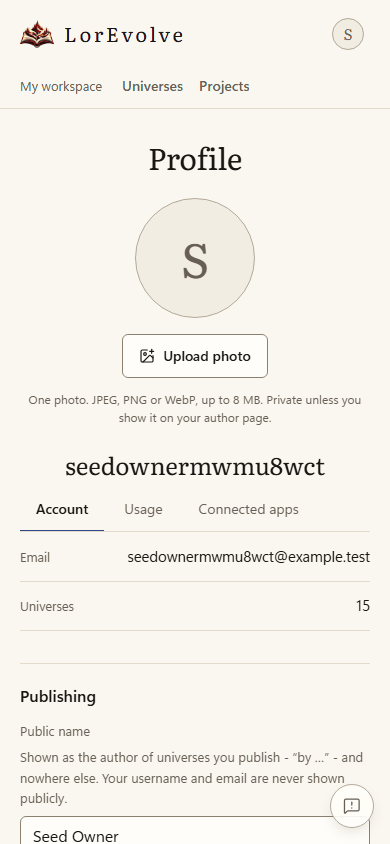 LorEvolve
S
My workspace Universes Projects
Profile
S
Upload photo
One photo. JPEG, PNG or WebP, up to 8 MB. Private unless you
show it on your author page.
seedownermwmu8wct
Account Usage Connected apps
Email seedownermwmu8wct@example.test
Universes 15
Publishing
Public name
Shown as the author of universes you publish - “by ...” - and
nowhere else. Your username and email are never shown
publicly.
Seed Owner